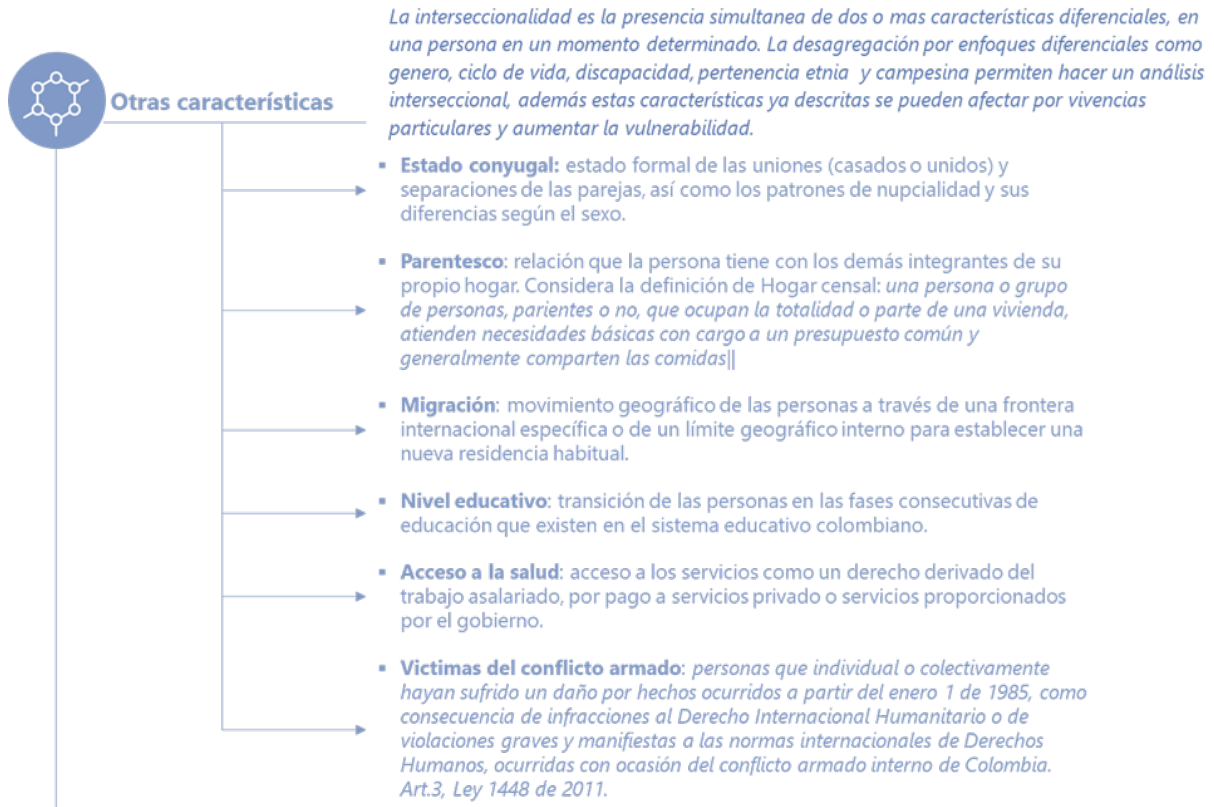 La interseccionalidad es la presencia simultanea de dos o mas características diferenciales, en
una persona en un momento determinado. La desagregación por enfoques diferenciales como
genero, ciclo de vida, discapacidad, pertenencia etnia y campesina permiten hacer un análisis
interseccional, además estas características ya descritas se pueden afectar por vivencias
particulares y aumentar la vulnerabilidad.
Otras características
▪ Estado conyugal: estado formal de las uniones (casados o unidos) y
separaciones de las parejas, así como los patrones de nupcialidad y sus
diferencias según el sexo.
▪ Parentesco: relación que la persona tiene con los demás integrantes de su
propio hogar. Considera la definición de Hogar censal: una persona o grupo
de personas, parientes o no, que ocupan la totalidad o parte de una vivienda,
atienden necesidades básicas con cargo a un presupuesto común y
generalmente comparten las comidas||
▪ Migración: movimiento geográfico de las personas a través de una frontera
internacional específica o de un límite geográfico interno para establecer una
nueva residencia habitual.
▪ Nivel educativo: transición de las personas en las fases consecutivas de
educación que existen en el sistema educativo colombiano.
▪ Acceso a la salud: acceso a los servicios como un derecho derivado del
trabajo asalariado, por pago a servicios privado o servicios proporcionados
por el gobierno.
▪ Victimas del conflicto armado: personas que individual o colectivamente
hayan sufrido un daño por hechos ocurridos a partir del enero 1 de 1985, como
consecuencia de infracciones al Derecho Internacional Humanitario o de
violaciones graves y manifiestas a las normas internacionales de Derechos
Humanos, ocurridas con ocasión del conflicto armado interno de Colombia.
Art.3, Ley 1448 de 2011.